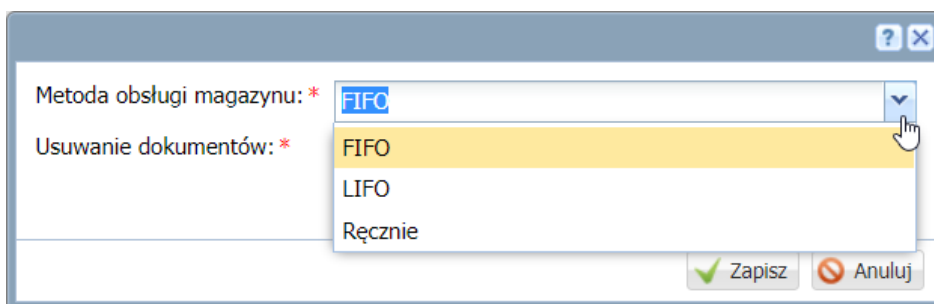 ?
Metoda obsługi magazynu: * FIFO
Usuwanie dokumentów: *
FIFO
LIFO
Ręcznie
Zapisz Anuluj